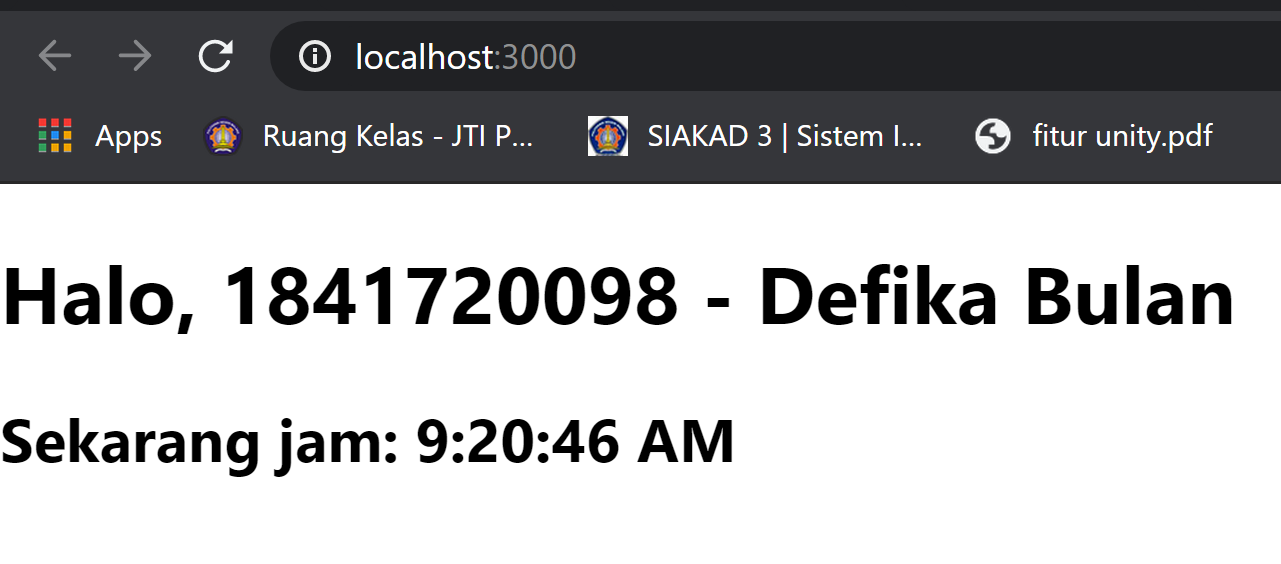 localhost:3000
Apps Ruang Kelas - JTI P... SIAKAD 3 | Sistem I... fitur unity.pdf
Halo, 1841720098 - Defika Bulan
Sekarang jam: 9:20:46 AM